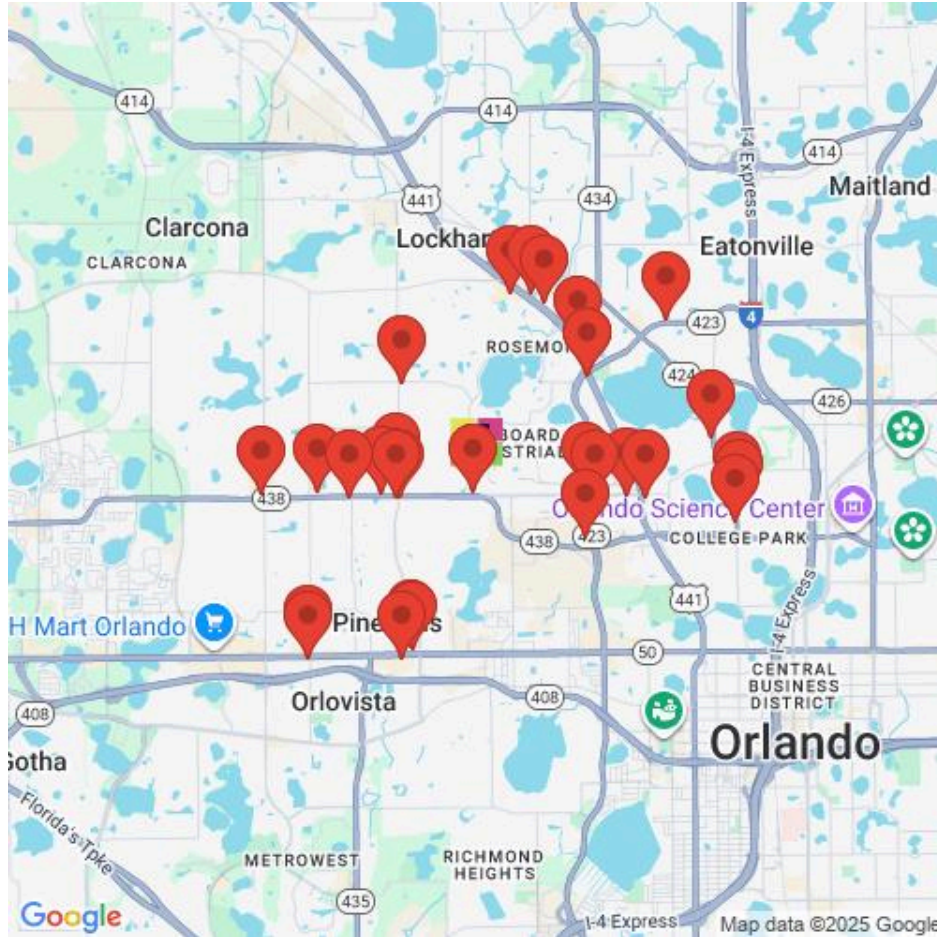 414
414
414
I-4 Express
441
434
Maitland
Clarcona
Lockhar
Eatonville
CLARCONA
423
4
ROSEMO
424
426
BOARD
STRIAL
438
Orlando Science Center
438
423
COLLEGE PARK
441
I-4 Express
H Mart Orlando
Pine
s
50
CENTRAL
BUSINESS
DISTRICT
408
408
Orlovista
Orlando
Gotha
Florida's Tpke
METROWEST
RICHMOND
HEIGHTS
435
I-4 Express
Google
Map data ©2025 Google